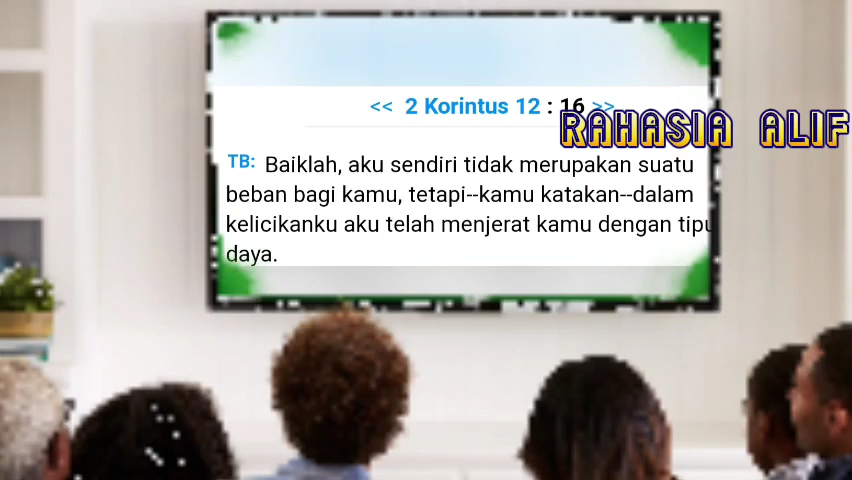 << 2 Korintus 12 : 16 >>
RAHASIA ALIF
TB: Baiklah, aku sendiri tidak merupakan suatu
beban bagi kamu, tetapi--kamu katakan--dalam
kelicikanku aku telah menjerat kamu dengan tipu
daya.